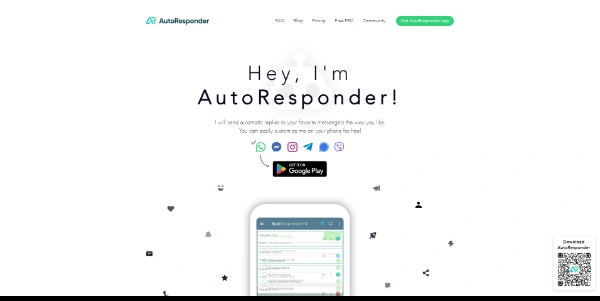 AutoResponder
FAQ Blog Pricing Free PRO Community Get AutoResponder app
Hey, I'm
AutoResponder!
I will send automatic replies to your favorite messengers the way you like.
You can easily customize me on your phone for free!
GET IT ON
Google Play
AutoResponder
Download
AutoResponder